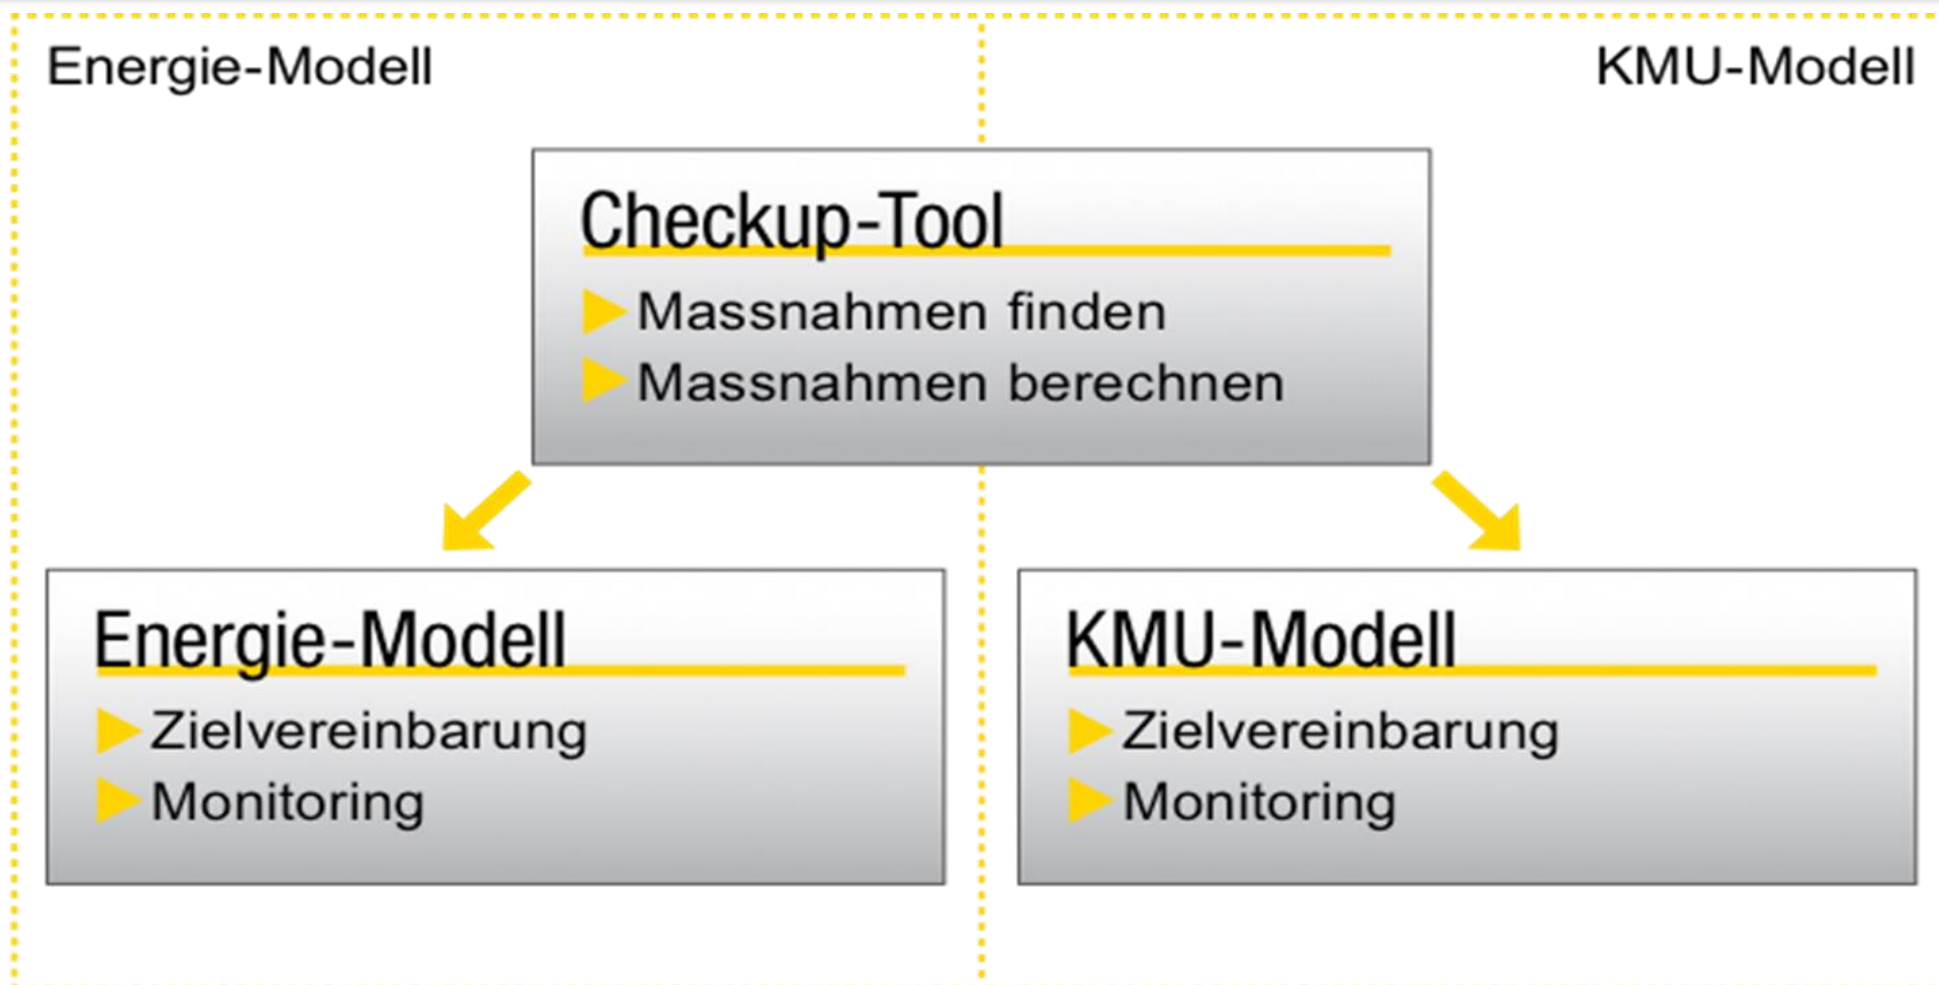 Energie-Modell
KMU-Modell
Checkup-Tool
Massnahmen finden
Massnahmen berechnen
Energie-Modell
Zielvereinbarung
Monitoring
KMU-Modell
Zielvereinbarung
Monitoring